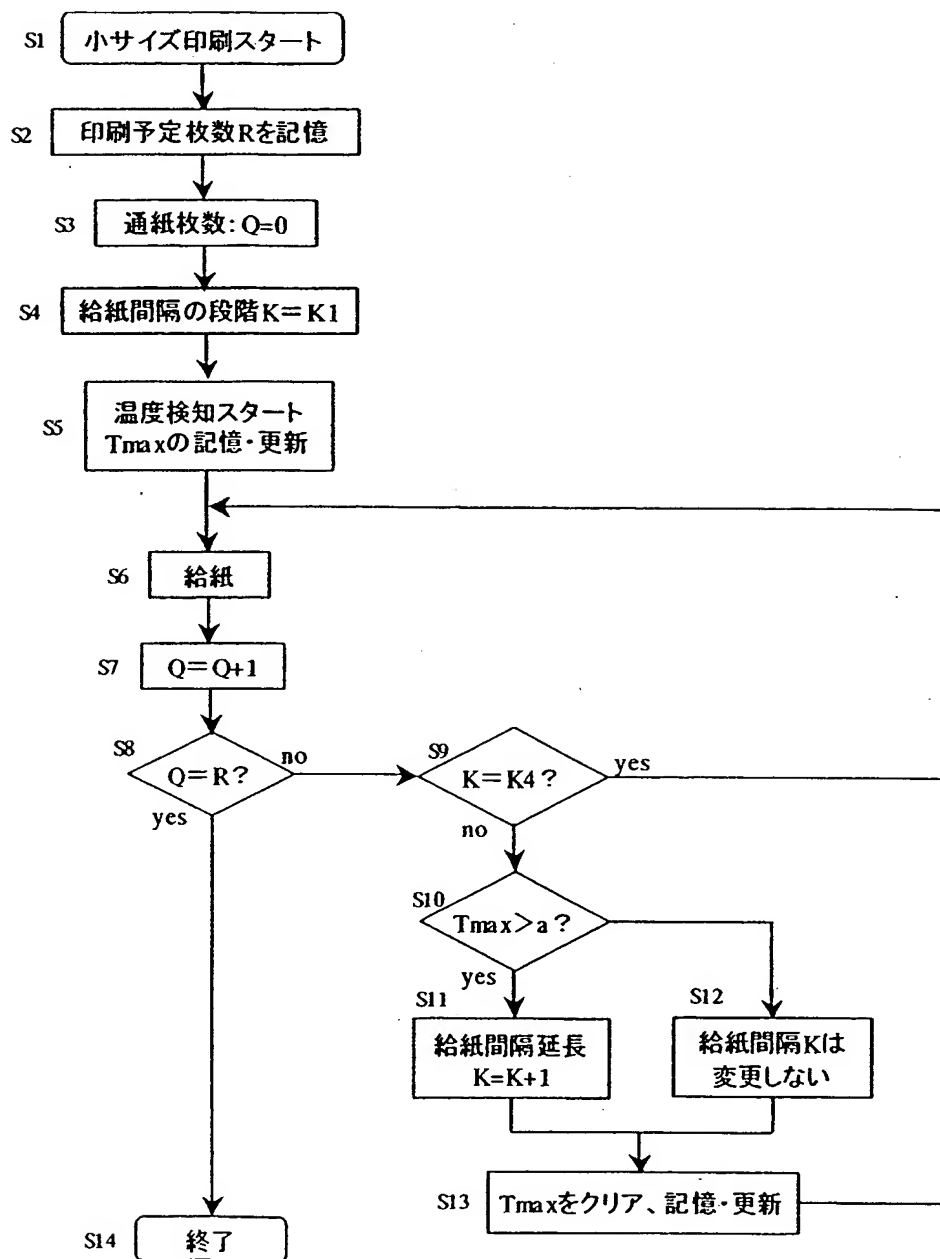 S1 小サイズ印刷スタート
S2 印刷予定枚数Rを記憶
S3 通紙枚数:Q=0
S4 給紙間隔の段階K=K1
S5 温度検知スタート
Tmaxの記憶・更新
S6 給紙
S7 Q=Q+1
S8 Q=R?
no
yes
S9 K=K4?
yes
no
S10 Tmax>a?
yes
S11 給紙間隔延長
K=K+1
S12 給紙間隔Kは
変更しない
S13 Tmaxをクリア、記憶・更新
S14 終了